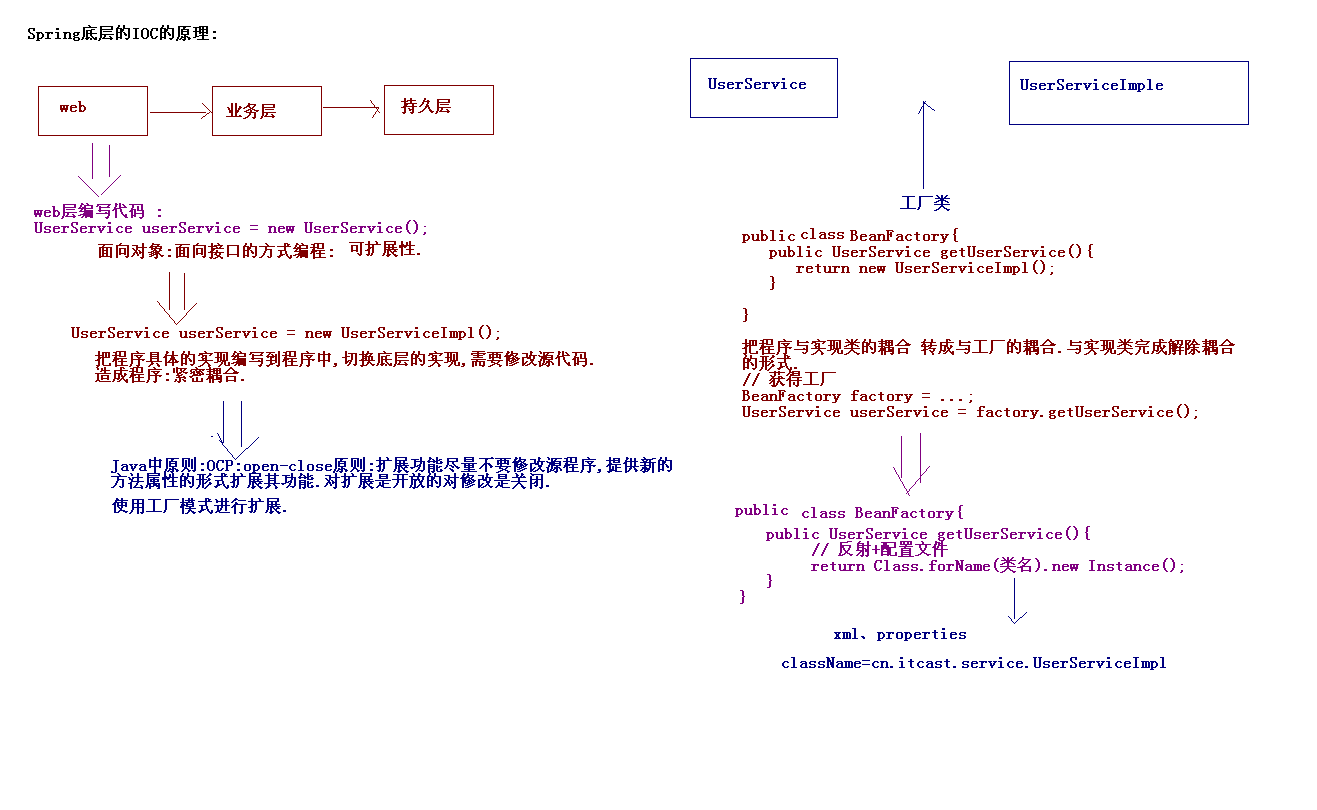 Spring底层的IOC的原理:
web
业务层
持久层
web层编写代码 :
UserService userService = new UserService();
面向对象:面向接口的方式编程: 可扩展性.
UserService userService = new UserServiceImpl();
把程序具体的实现编写到程序中,切换底层的实现,需要修改源代码.
造成程序:紧密耦合.
Java中原则:OCP:open-close原则:扩展功能尽量不要修改源程序,提供新的
方法属性的形式扩展其功能.对扩展是开放的对修改是关闭.
使用工厂模式进行扩展.
UserService
UserServiceImple
工厂类
public class BeanFactory{
public UserService getUserService(){
return new UserServiceImpl();
}
}
把程序与实现类的耦合 转成与工厂的耦合.与实现类完成解除耦合
的形式.
// 获得工厂
BeanFactory factory = ...;
UserService userService = factory.getUserService();
public class BeanFactory{
public UserService getUserService(){
// 反射+配置文件
return Class.forName(类名).new Instance();
}
}
xml、properties
className=cn.itcast.service.UserServiceImpl